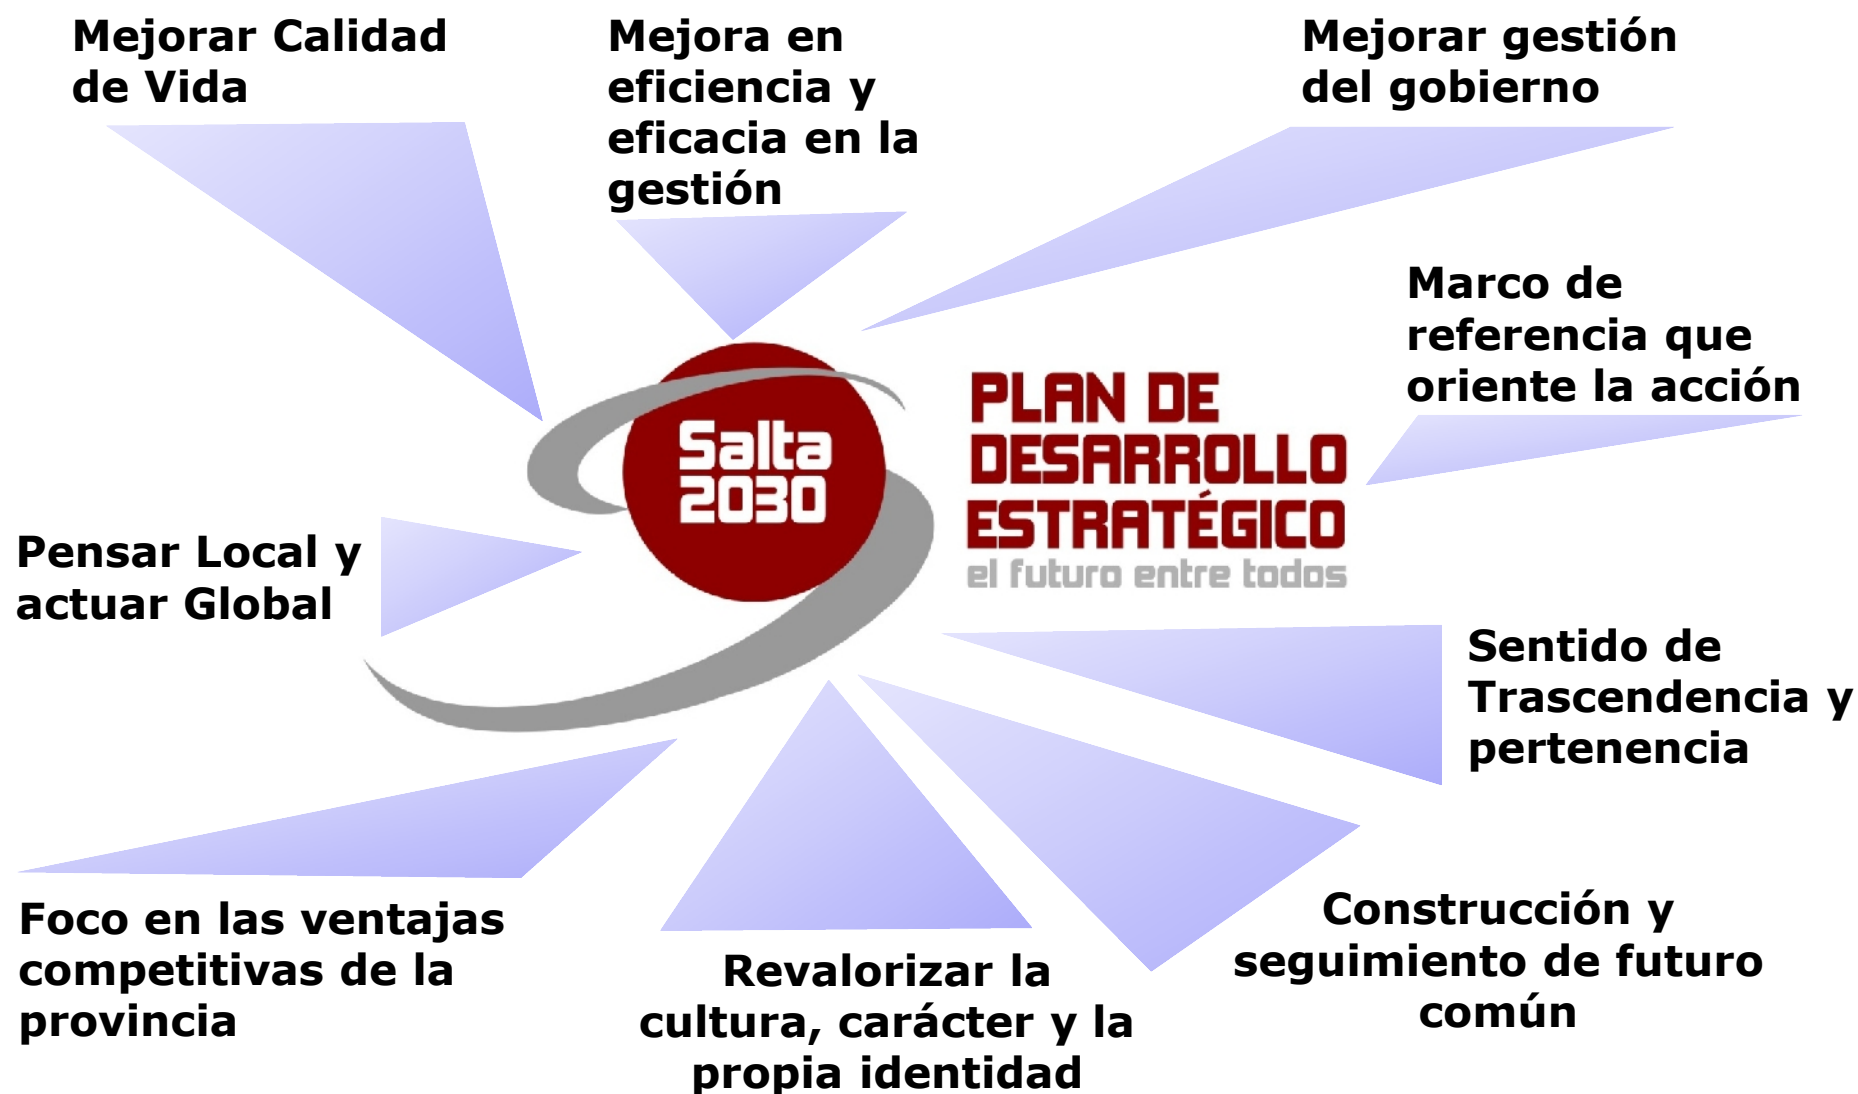 Mejorar Calidad
de Vida
Mejora en
eficiencia y
eficacia en la
gestión
Mejorar gestión
del gobierno
Marco de
referencia que
oriente la acción
Salta
2030
PLAN DE
DESARROLLO
ESTRATÉGICO
el futuro entre todos
Pensar Local y
actuar Global
Sentido de
Trascendencia y
pertenencia
Foco en las ventajas
competitivas de la
provincia
Revalorizar la
cultura, carácter y la
propia identidad
Construcción y
seguimiento de futuro
común